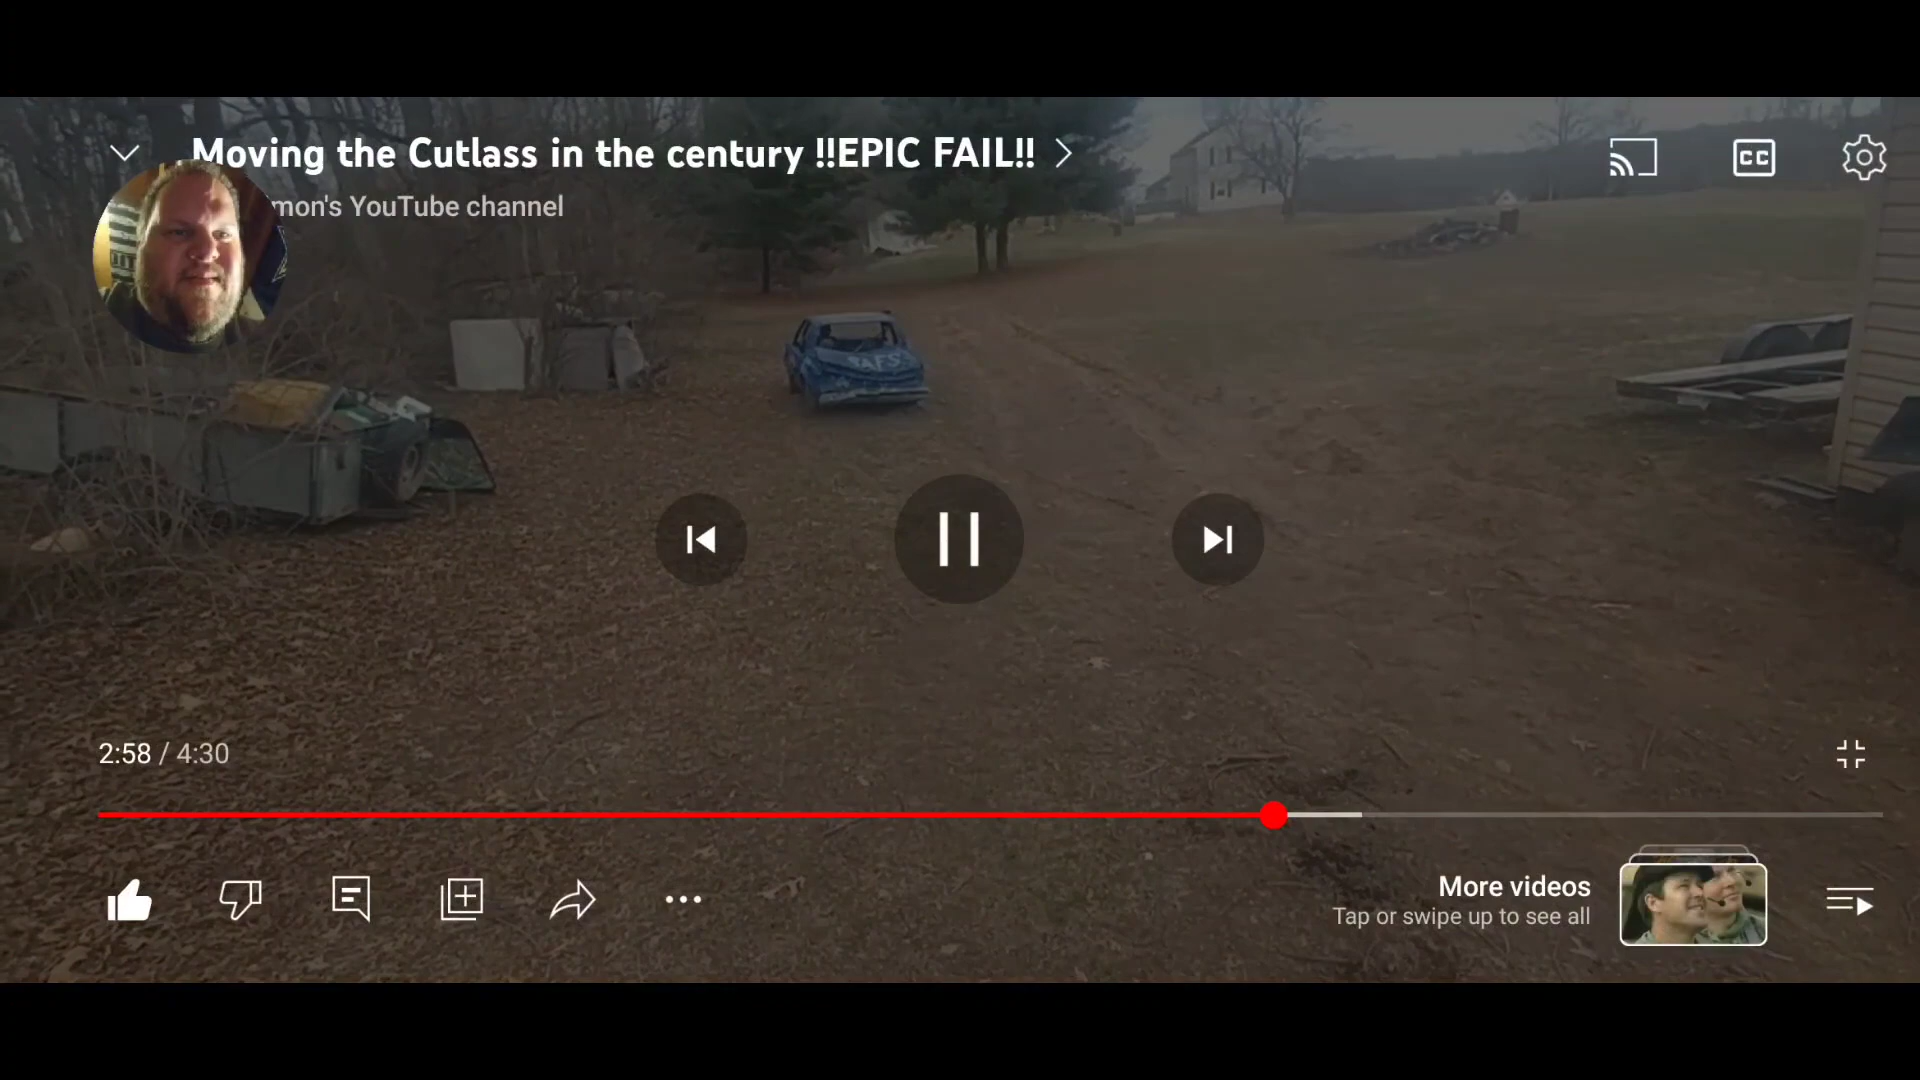 Moving the Cutlass in the century !!EPIC FAIL!!
mon's YouTube channel
CC
2:58 / 4:30
More videos
Tap or swipe up to see all